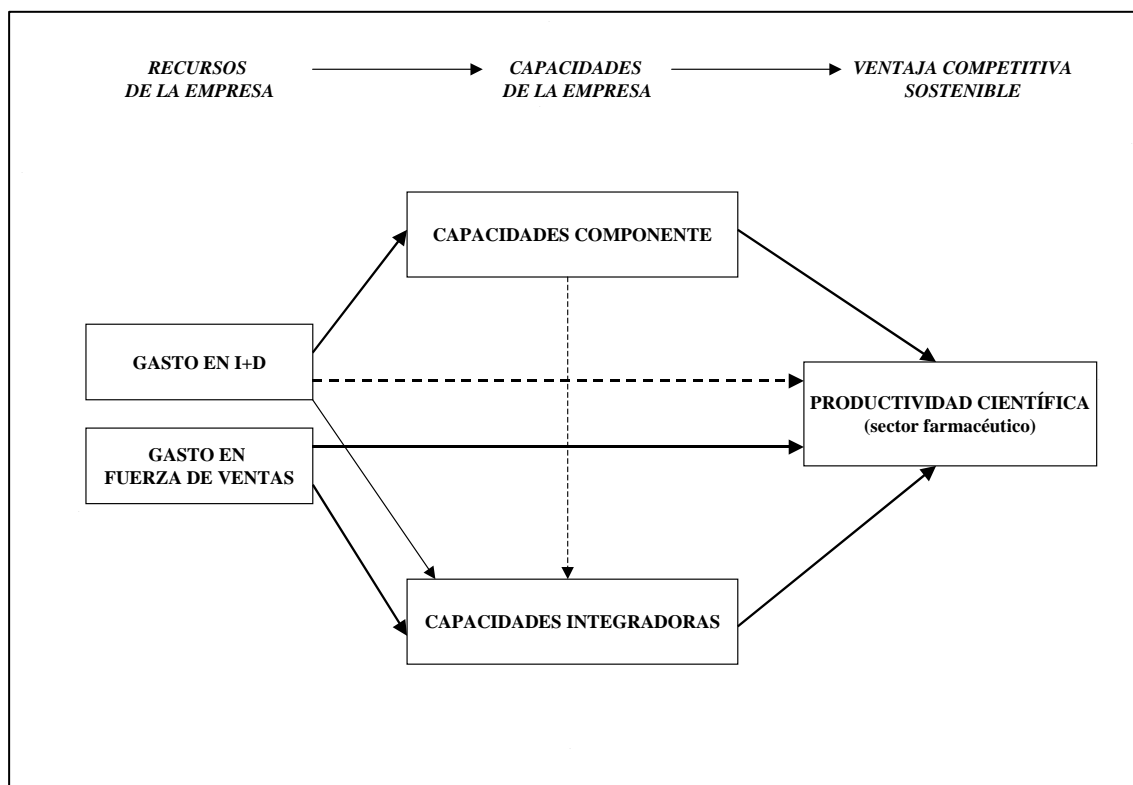 RECURSOS
DE LA EMPRESA
CAPACIDADES
DE LA EMPRESA
VENTAJA COMPETITIVA
SOSTENIBLE
CAPACIDADES COMPONENTE
GASTO EN I+D
PRODUCTIVIDAD CIENTÍFICA
(sector farmacéutico)
GASTO EN
FUERZA DE VENTAS
CAPACIDADES INTEGRADORAS